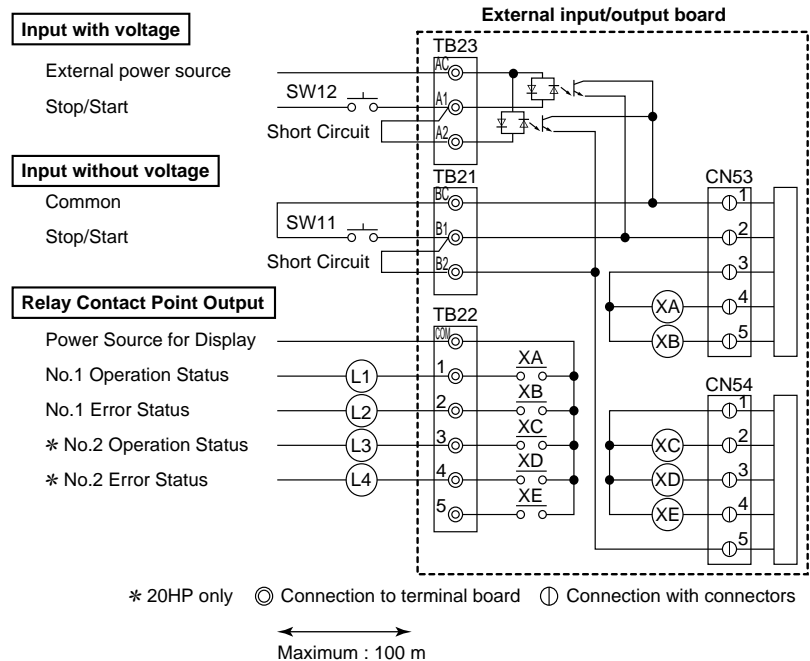 External input/output board
Input with voltage
TB23
External power source
AC
SW12
Stop/Start
A1
Short Circuit
A2
Input without voltage
TB21
CN53
Common
BC
1
SW11
Stop/Start
B1
2
Short Circuit
B2
3
Relay Contact Point Output
XA
4
TB22
Power Source for Display
COM
XB
5
No.1 Operation Status
L1
1
XA
CN54
No.1 Error Status
L2
2
XB
1
* No.2 Operation Status
L3
3
XC
XC
2
* No.2 Error Status
L4
4
XD
XD
3
5
XE
XE
4
5
* 20HP only
Connection to terminal board
Connection with connectors
Maximum : 100 m